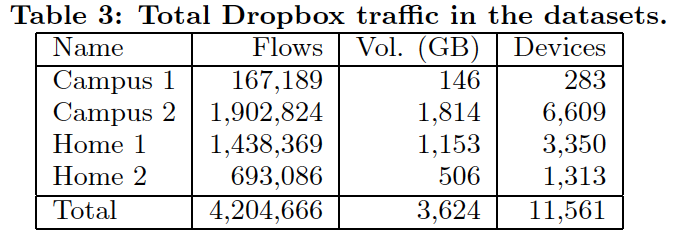 Table 3: Total Dropbox traffic in the datasets.
Name Flows Vol. (GB) Devices
Campus 1 167,189 146 283
Campus 2 1,902,824 1,814 6,609
Home 1 1,438,369 1,153 3,350
Home 2 693,086 506 1,313
Total 4,204,666 3,624 11,561